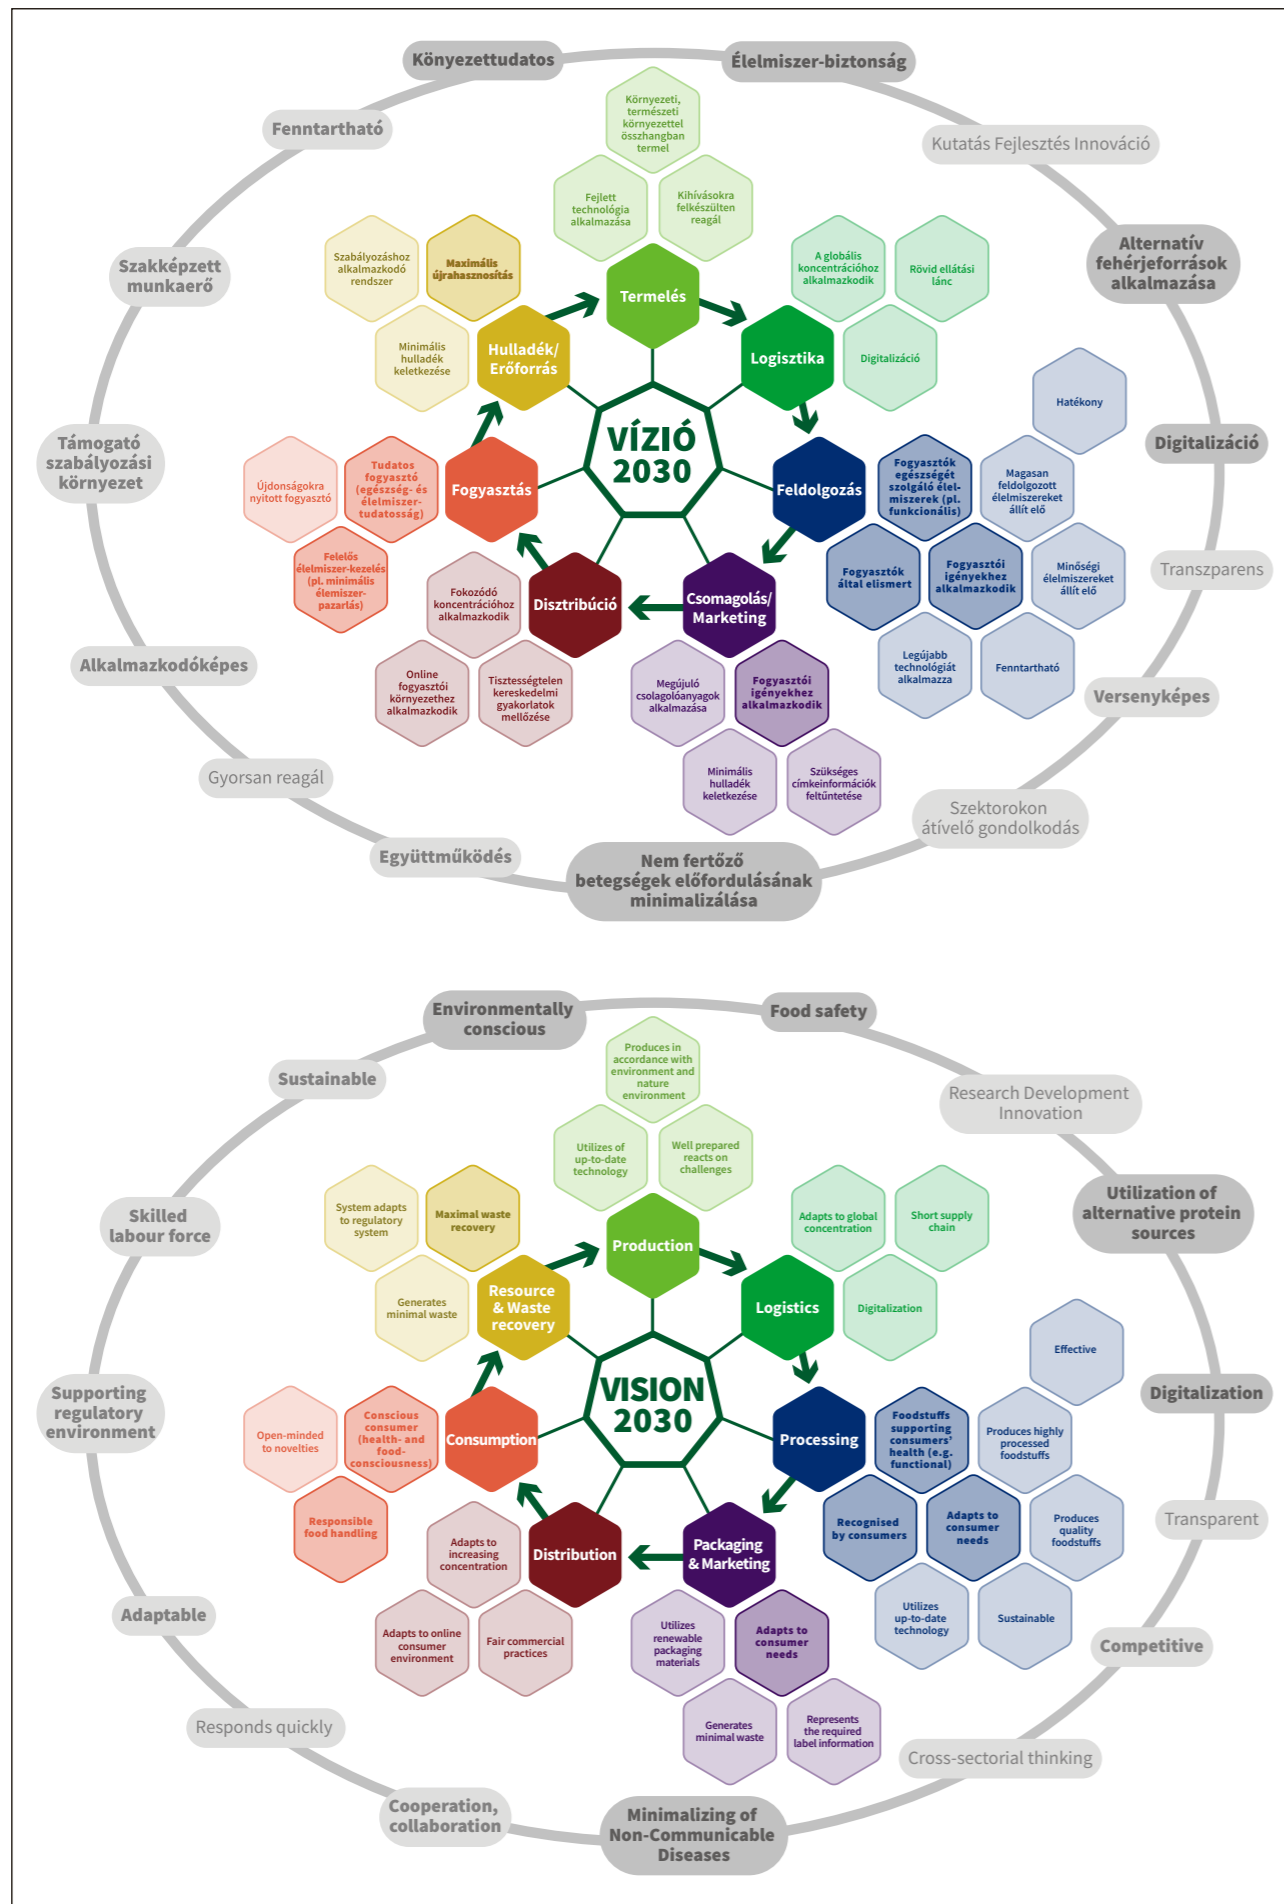 Könyezettudatos
Élelmiszer-biztonság
Fenntartható
Kutatás Fejlesztés Innováció
Szakképzett
munkaerő
Alternatív
fehérjeforrások
alkalmazása
Támogató
szabályozási
környezet
Digitalizáció
Transzparens
Alkalmazkodóképes
Versenyképes
Gyorsan reagál
Szektorokon
átívelő gondolkodás
Együttműködés
Nem fertőző
betegségek előfordulásának
minimalizálása
Környezeti,
természeti
környezettel
összhangban
termel
Fejlett
technológia
alkalmazása
Kihívásokra
felkészülten
reagál
Termelés
Szabályozáshoz
alkalmazkodó
rendszer
Maximális
újrahasznosítás
Minimális
hulladék
keletkezése
Hulladék/
Erőforrás
A globális
koncentrációhoz
alkalmazkodik
Rövid ellátási
lánc
Logisztika
Digitalizáció
VÍZIÓ
2030
Hatékony
Újdonságokra
nyitott fogyasztó
Tudatos
fogyasztó
(egészség- és
élelmiszer-
tudatosság)
Fogyasztás
Felelős
élelmiszer-kezelés
(pl. minimális
élemiszer-
pazarlás)
Feldolgozás
Fogyasztók
egészségét
szolgáló élel-
miszerek (pl.
funkcionális)
Magasan
feldolgozott
élelmiszereket
állít elő
Fogyasztók
által elismert
Fogyasztói
igényekhez
alkalmazkodik
Minőségi
élelmiszereket
állít elő
Legújabb
technológiát
alkalmazza
Fenntartható
Fokozódó
koncentrációhoz
alkalmazkodik
Disztribúció
Online
fogyasztói
környezethez
alkalmazkodik
Tisztességtelen
kereskedelmi
gyakorlatok
mellőzése
Csomagolás/
Marketing
Megújuló
csolagolóanyagok
alkalmazása
Fogyasztói
igényekhez
alkalmazkodik
Minimális
hulladék
keletkezése
Szükséges
címkeinformációk
feltűntetése
Environmentally
conscious
Food safety
Sustainable
Research Development
Innovation
Skilled
labour force
Utilization of
alternative protein
sources
Supporting
regulatory
environment
Digitalization
Transparent
Adaptable
Competitive
Responds quickly
Cross-sectorial thinking
Cooperation,
collaboration
Minimalizing of
Non-Communicable
Diseases
Produces in
accordance with
environment and
nature
environment
Utilizes of
up-to-date
technology
Well prepared
reacts on
challenges
Production
System adapts
to regulatory
system
Maximal waste
recovery
Generates
minimal waste
Resource
& Waste
recovery
Adapts to global
concentration
Short supply
chain
Logistics
Digitalization
VISION
2030
Effective
Open-minded
to novelties
Conscious
consumer
(health- and
food-
consciousness)
Consumption
Responsible
food handling
Processing
Foodstuffs
supporting
consumers'
health (e.g.
functional)
Produces highly
processed
foodstuffs
Recognised
by consumers
Adapts to
consumer
needs
Produces
quality
foodstuffs
Utilizes
up-to-date
technology
Sustainable
Adapts to
increasing
concentration
Distribution
Adapts to online
consumer
environment
Fair commercial
practices
Packaging
& Marketing
Utilizes
renewable
packaging
materials
Adapts to
consumer
needs
Generates
minimal waste
Represents
the required
label information